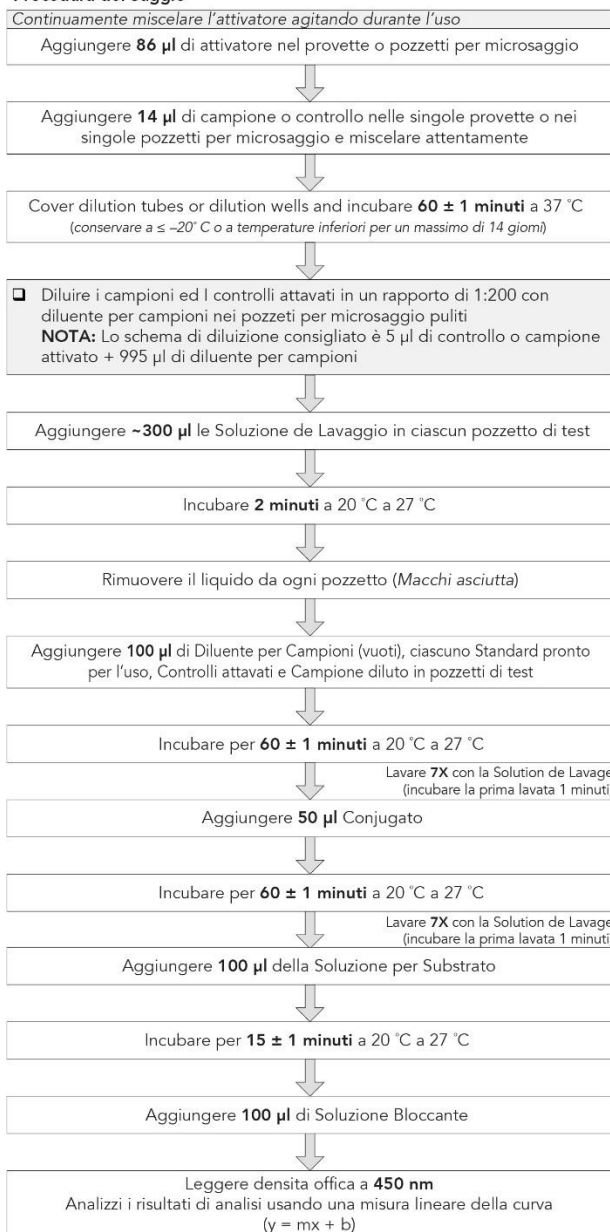 Continuamente miscelare l'attivatore agitando durante l'uso
Aggiungere 86 µl di attivatore nel provette o pozzetti per microsaggio
Aggiungere 14 µl di campione o controllo nelle singole provette o nei
singole pozzetti per microsaggio e miscelare attentamente
Cover dilution tubes or dilution wells and incubare 60 ± 1 minuti a 37 °C
(conservare a ≤ –20° C o a temperature inferiori per un massimo di 14 giorni)
❑ Diluire i campioni ed I controlli attavati in un rapporto di 1:200 con
diluente per campioni nei pozzeti per microsaggio puliti
NOTA: Lo schema di diluizione consigliato è 5 µl di controllo o campione
attivato + 995 µl di diluente per campioni
Aggiungere ~300 µl le Soluzione de Lavaggio in ciascun pozzetto di test
Incubare 2 minuti a 20 °C a 27 °C
Rimuovere il liquido da ogni pozzetto (Macchi asciutta)
Aggiungere 100 µl di Diluente per Campioni (vuoti), ciascuno Standard pronto
per l'uso, Controlli attavati e Campione diluto in pozzetti di test
Incubare per 60 ± 1 minuti a 20 °C a 27 °C
Lavare 7X con la Solution de Lavage
(incubare la prima lavata 1 minuti)
Aggiungere 50 µl Conjugato
Incubare per 60 ± 1 minuti a 20 °C a 27 °C
Lavare 7X con la Solution de Lavage
(incubare la prima lavata 1 minuti)
Aggiungere 100 µl della Soluzione per Substrato
Incubare per 15 ± 1 minuti a 20 °C a 27 °C
Aggiungere 100 µl di Soluzione Bloccante
Leggere densita offica a 450 nm
Analizzi i risultati di analisi usando una misura lineare della curva
(y = mx + b)